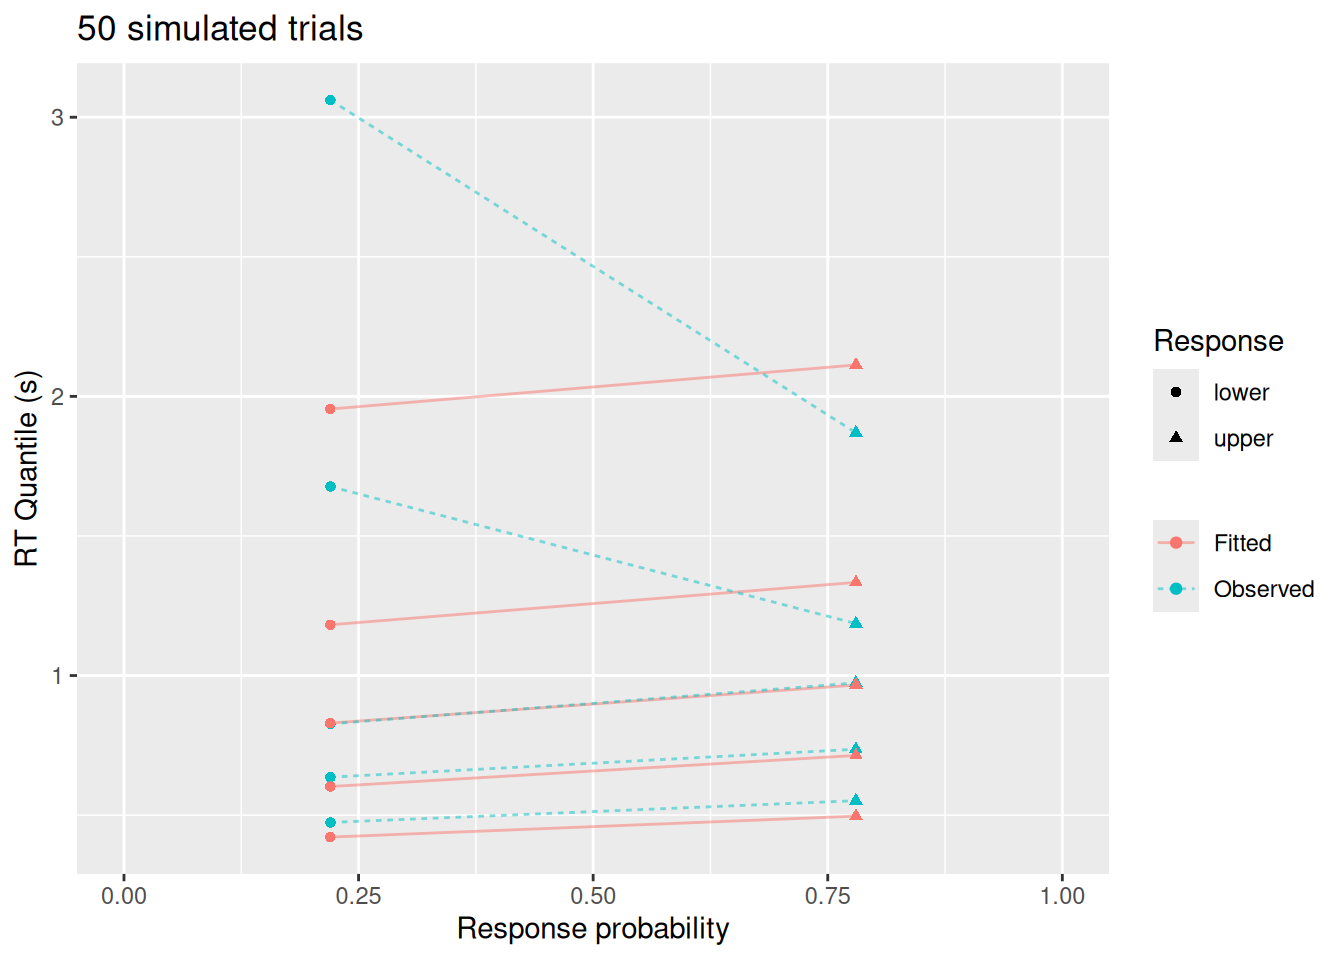 50 simulated trials
RT Quantile (s)
3
2
1
0.00 0.25 0.50 0.75 1.00
Response probability
Response
lower
upper
Fitted
Observed